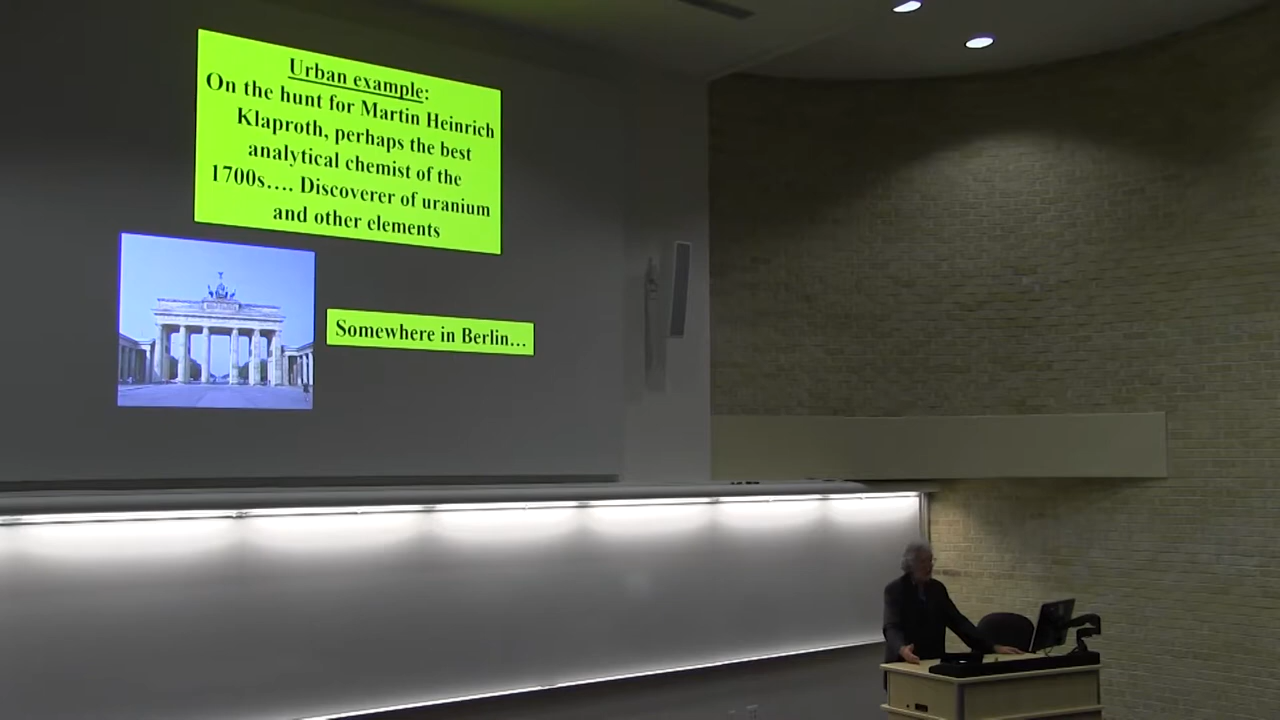 Urban example:
On the hunt for Martin Heinrich
Klaproth, perhaps the best
analytical chemist of the
1700s…. Discoverer of uranium
and other elements
Somewhere in Berlin…